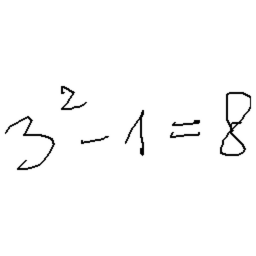 3² - 1 = 8